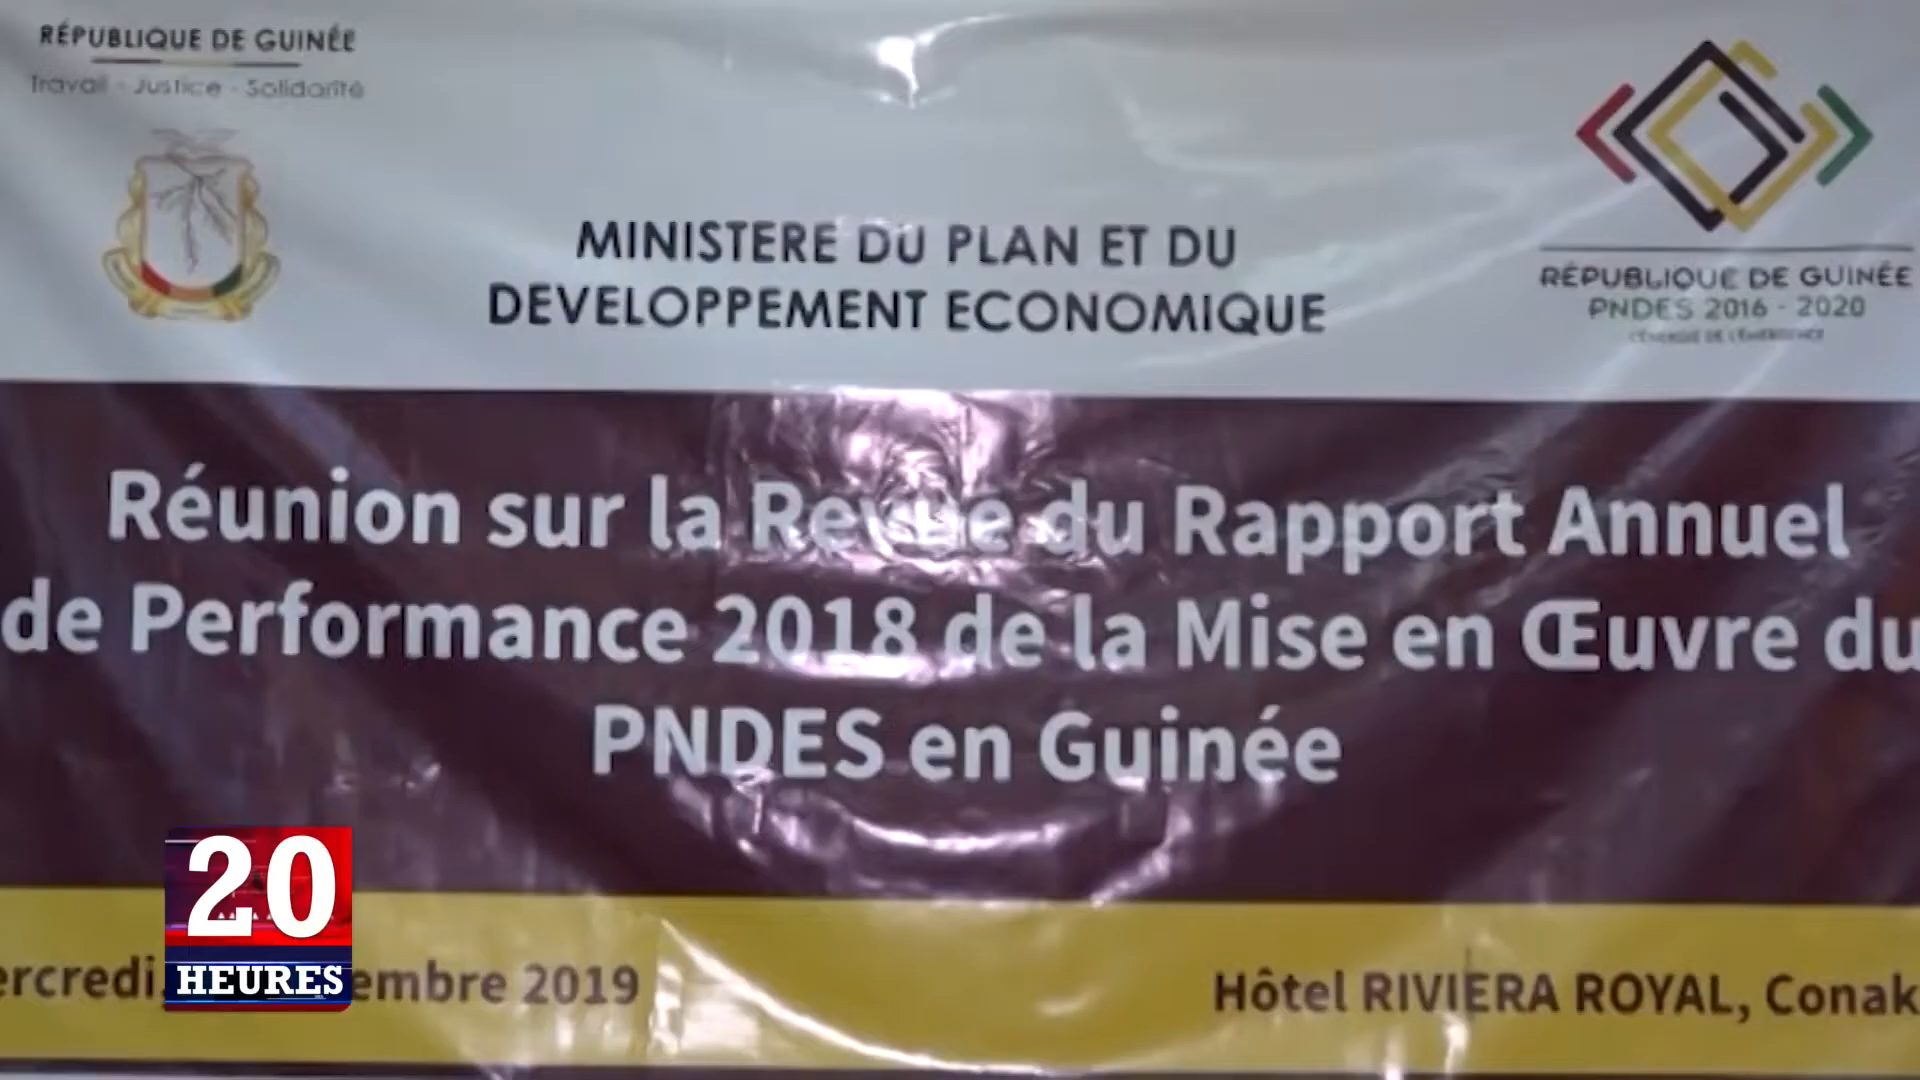 RÉPUBLIQUE DE GUINÉE
Travail - Justice - Solidarité
MINISTERE DU PLAN ET DU
DEVELOPPEMENT ECONOMIQUE
RÉPUBLIQUE DE GUINÉE
PNDES 2016 - 2020
Réunion sur la Revue du Rapport Annuel
de Performance 2018 de la Mise en Œuvre du
PNDES en Guinée
20
HEURES
ercredi, embre 2019
Hôtel RIVIERA ROYAL, Conak